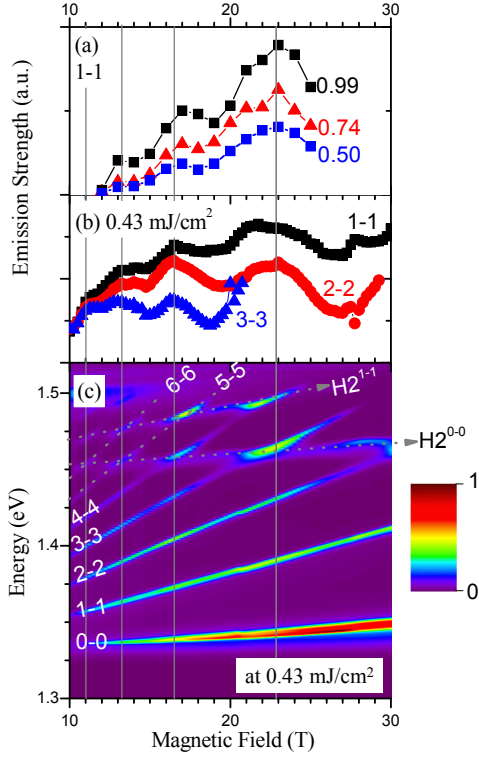 10 20 30
(a)
1-1
0.99
0.74
0.50
Emission Strength (a.u.)
(b) 0.43 mJ/cm²
1-1
2-2
3-3
(c)
6-6
5-5
H2¹⁻¹
H2⁰⁻⁰
4-4
3-3
2-2
1-1
0-0
1.5
1.4
1.3
Energy (eV)
at 0.43 mJ/cm²
1
0
10 20 30
Magnetic Field (T)